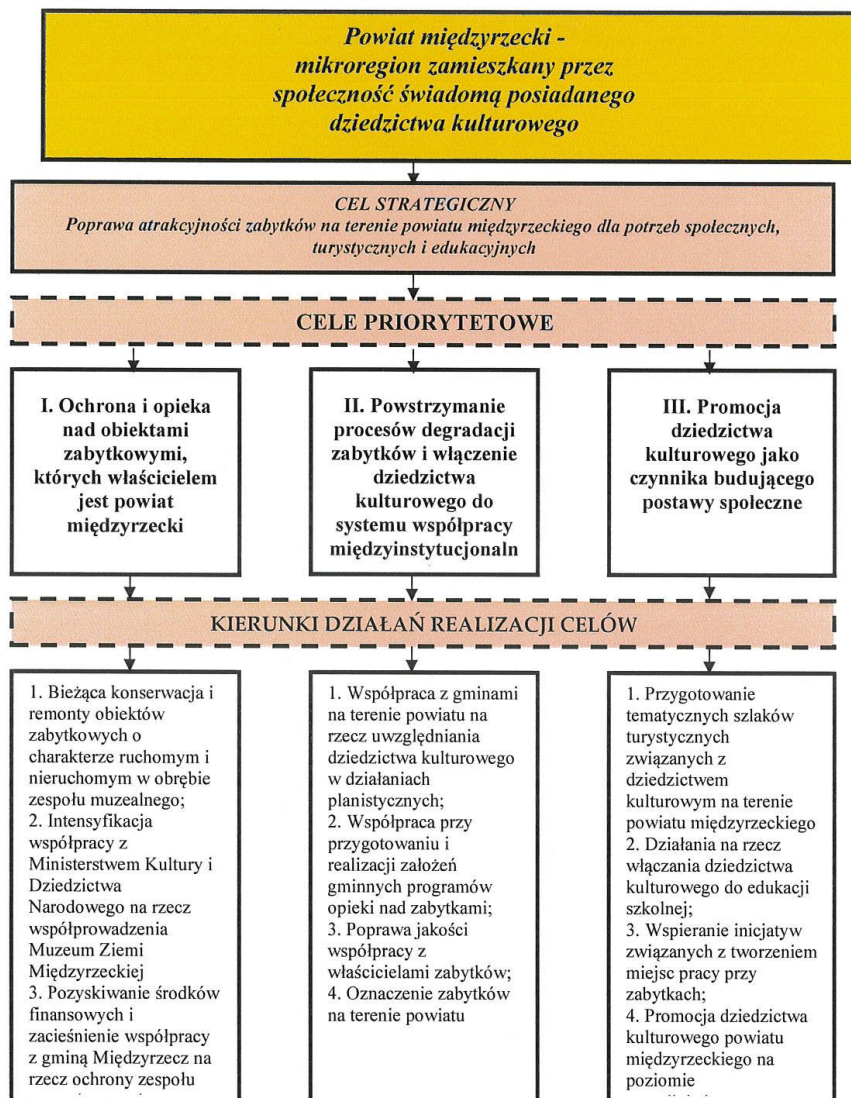 Powiat międzyrzecki -
mikroregion zamieszkany przez
społeczność świadomą posiadanego
dziedzictwa kulturowego
CEL STRATEGICZNY
Poprawa atrakcyjności zabytków na terenie powiatu międzyrzeckiego dla potrzeb społecznych,
turystycznych i edukacyjnych
CELE PRIORYTETOWE
I. Ochrona i opieka
nad obiektami
zabytkowymi,
których właścicielem
jest powiat
międzyrzecki
II. Powstrzymanie
procesów degradacji
zabytków i włączenie
dziedzictwa
kulturowego do
systemu współpracy
międzyinstytucjonaln
III. Promocja
dziedzictwa
kulturowego jako
czynnika budującego
postawy społeczne
KIERUNKI DZIAŁAŃ REALIZACJI CELÓW
1. Bieżąca konserwacja i
remonty obiektów
zabytkowych o
charakterze ruchomym i
nieruchomym w obrębie
zespołu muzealnego;
2. Intensyfikacja
współpracy z
Ministerstwem Kultury i
Dziedzictwa
Narodowego na rzecz
współprowadzenia
Muzeum Ziemi
Międzyrzeckiej
3. Pozyskiwanie środków
finansowych i
zacieśnienie współpracy
z gminą Międzyrzecz na
rzecz ochrony zespołu
1. Współpraca z gminami
na terenie powiatu na
rzecz uwzględniania
dziedzictwa kulturowego
w działaniach
planistycznych;
2. Współpraca przy
przygotowaniu i
realizacji założeń
gminnych programów
opieki nad zabytkami;
3. Poprawa jakości
współpracy z
właścicielami zabytków;
4. Oznaczenie zabytków
na terenie powiatu
1. Przygotowanie
tematycznych szlaków
turystycznych
związanych z
dziedzictwem
kulturowym na terenie
powiatu międzyrzeckiego
2. Działania na rzecz
włączania dziedzictwa
kulturowego do edukacji
szkolnej;
3. Wspieranie inicjatyw
związanych z tworzeniem
miejsc pracy przy
zabytkach;
4. Promocja dziedzictwa
kulturowego powiatu
międzyrzeckiego na
poziomie